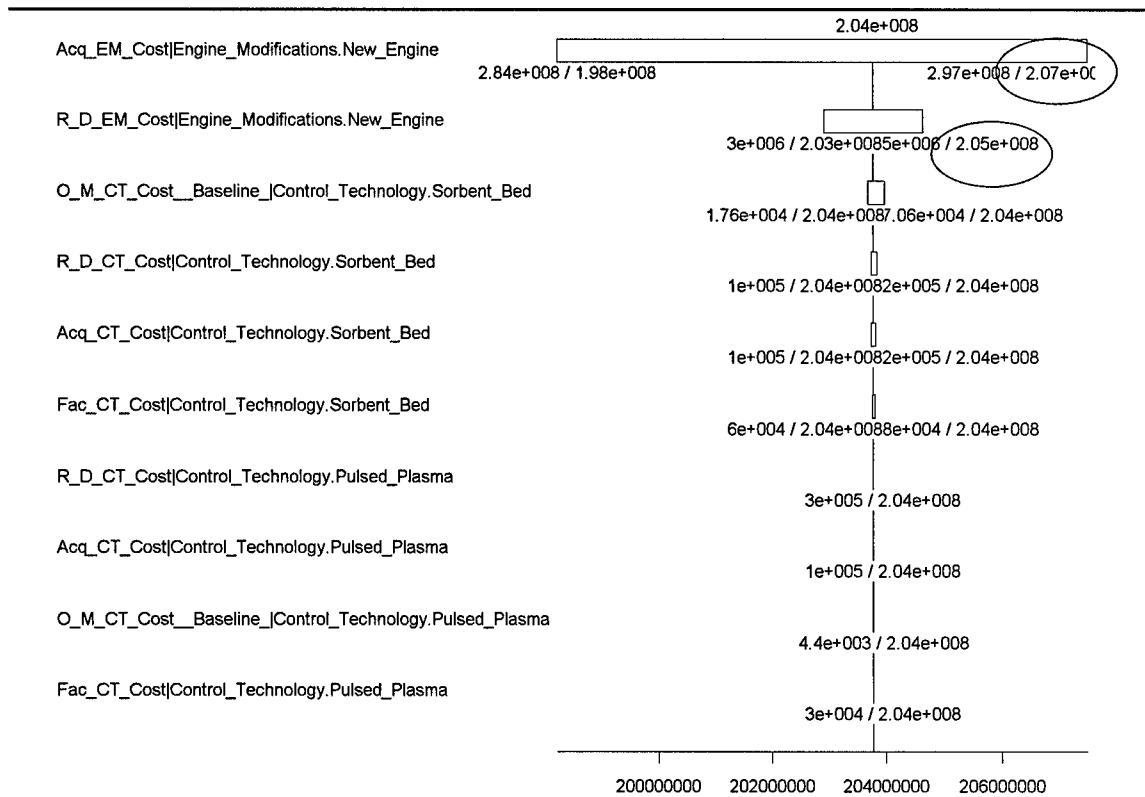 2.04e+008
Acq_EM_Cost|Engine_Modifications.New_Engine
2.84e+008 / 1.98e+008 2.97e+008 / 2.07e+00
R_D_EM_Cost|Engine_Modifications.New_Engine
3e+006 / 2.03e+0085e+006 / 2.05e+008
O_M_CT_Cost__Baseline_|Control_Technology.Sorbent_Bed
1.76e+004 / 2.04e+0087.06e+004 / 2.04e+008
R_D_CT_Cost|Control_Technology.Sorbent_Bed
1e+005 / 2.04e+0082e+005 / 2.04e+008
Acq_CT_Cost|Control_Technology.Sorbent_Bed
1e+005 / 2.04e+0082e+005 / 2.04e+008
Fac_CT_Cost|Control_Technology.Sorbent_Bed
6e+004 / 2.04e+0088e+004 / 2.04e+008
R_D_CT_Cost|Control_Technology.Pulsed_Plasma
3e+005 / 2.04e+008
Acq_CT_Cost|Control_Technology.Pulsed_Plasma
1e+005 / 2.04e+008
O_M_CT_Cost__Baseline_|Control_Technology.Pulsed_Plasma
4.4e+003 / 2.04e+008
Fac_CT_Cost|Control_Technology.Pulsed_Plasma
3e+004 / 2.04e+008
200000000 202000000 204000000 206000000